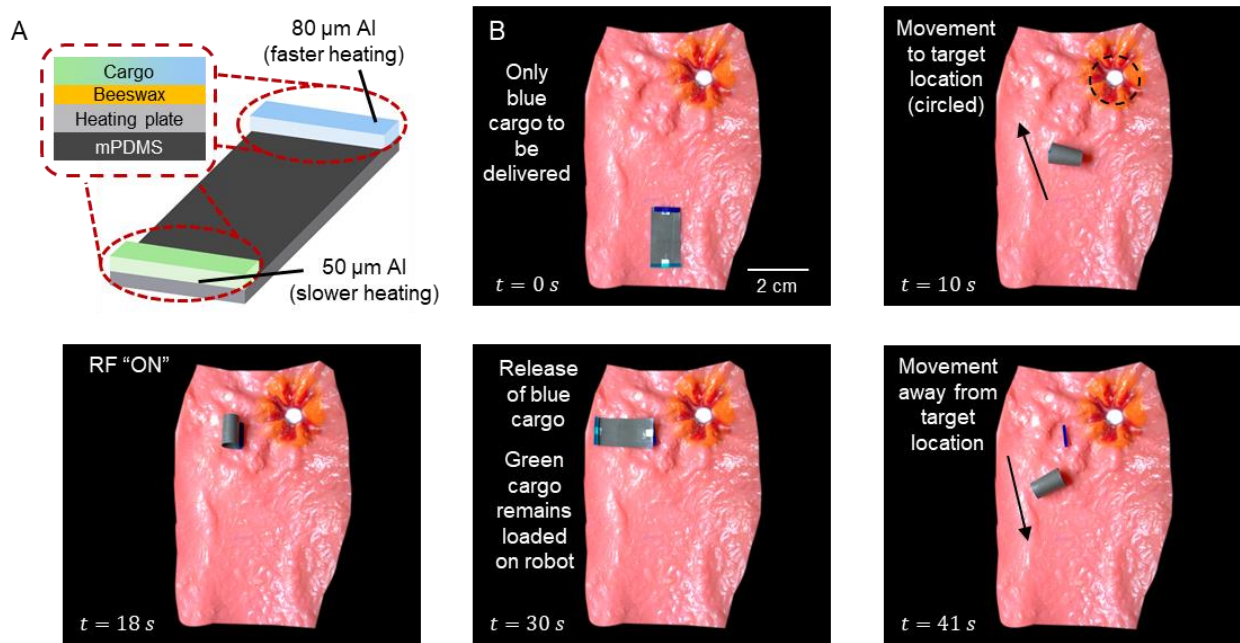 A
80 μm Al
(faster heating)
Cargo
Beeswax
Heating plate
mPDMS
50 μm Al
(slower heating)
B
Only
blue
cargo to
be
delivered
t = 0 s
2 cm
Movement
to target
location
(circled)
t = 10 s
RF “ON”
t = 18 s
Release
of blue
cargo
Green
cargo
remains
loaded
on robot
t = 30 s
Movement
away from
target
location
t = 41 s